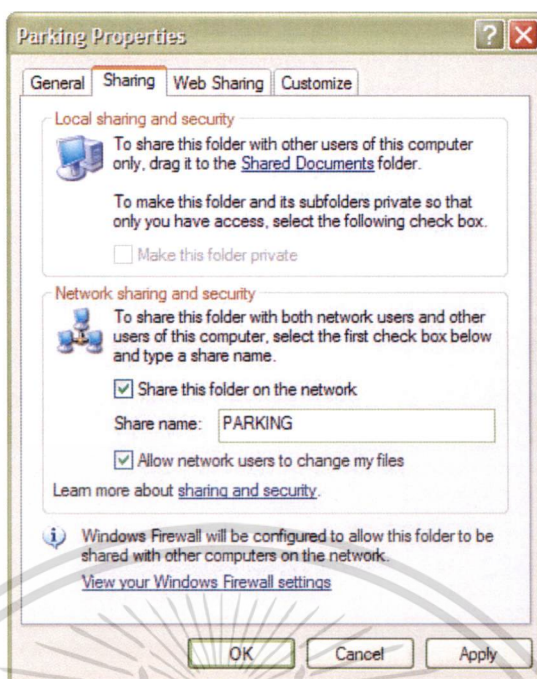 Parking Properties
General Sharing Web Sharing Customize
Local sharing and security
To share this folder with other users of this computer
only, drag it to the Shared Documents folder.
To make this folder and its subfolders private so that
only you have access, select the following check box.
Make this folder private
Network sharing and security
To share this folder with both network users and other
users of this computer, select the first check box below
and type a share name.
Share this folder on the network
Share name: PARKING
Allow network users to change my files
Learn more about sharing and security.
Windows Firewall will be configured to allow this folder to be
shared with other computers on the network.
View your Windows Firewall settings
OK Cancel Apply